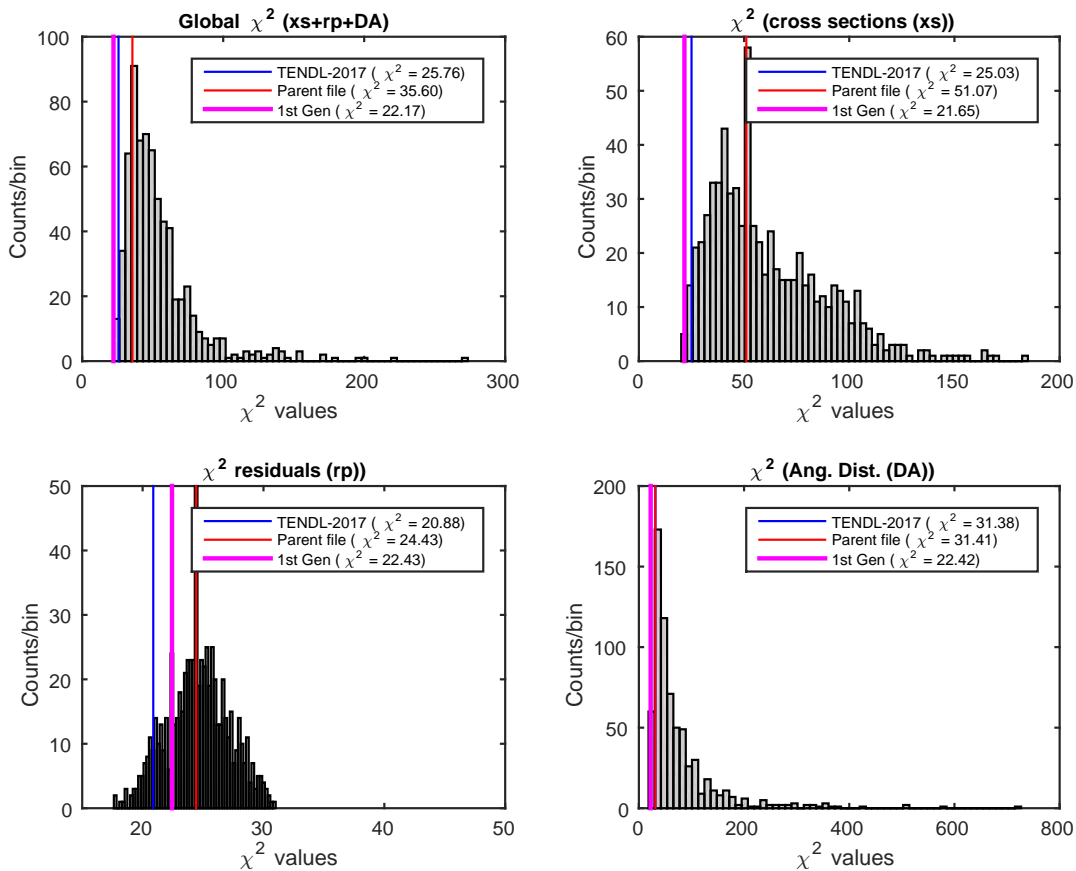 Global χ² (xs+rp+DA)
100
80
60
40
20
0
Counts/bin
TENDL-2017 ( χ² = 25.76)
Parent file ( χ² = 35.60)
1st Gen ( χ² = 22.17)
0 100 200 300
χ² values
χ² (cross sections (xs))
60
50
40
30
20
10
0
Counts/bin
TENDL-2017 ( χ² = 25.03)
Parent file ( χ² = 51.07)
1st Gen ( χ² = 21.65)
0 50 100 150 200
χ² values
χ² residuals (rp))
50
40
30
20
10
0
Counts/bin
TENDL-2017 ( χ² = 20.88)
Parent file ( χ² = 24.43)
1st Gen ( χ² = 22.43)
20 30 40 50
χ² values
χ² (Ang. Dist. (DA))
200
150
100
50
0
Counts/bin
TENDL-2017 ( χ² = 31.38)
Parent file ( χ² = 31.41)
1st Gen ( χ² = 22.42)
0 200 400 600 800
χ² values